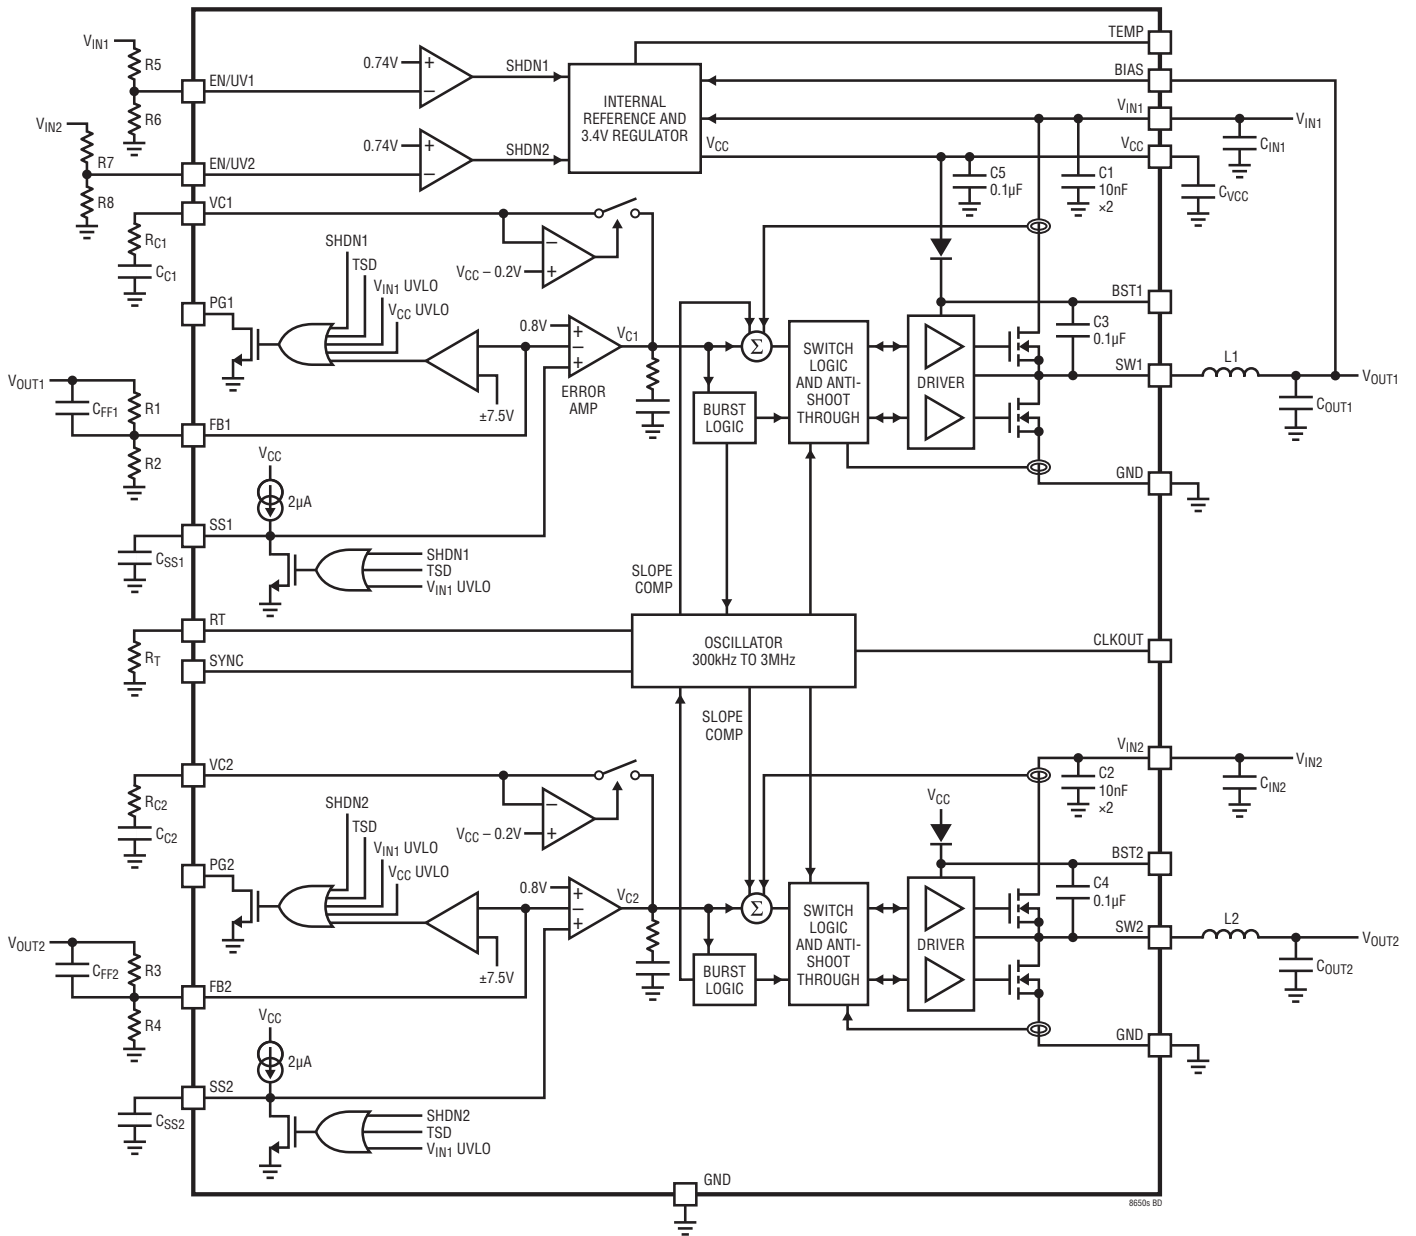 TEMP
VIN1
R5
0.74V
SHDN1
BIAS
EN/UV1
INTERNAL
REFERENCE AND
3.4V REGULATOR
VIN1
VIN1
VIN2
R6
0.74V
SHDN2
VCC
VCC
CIN1
R7
EN/UV2
C5
0.1µF
C1
10nF
×2
CVCC
R8
VC1
RC1
CC1
SHDN1
TSD
VIN1 UVLO
VCC UVLO
VCC – 0.2V
PG1
BST1
0.8V
VC1
Σ
SWITCH
LOGIC
AND ANTI-
SHOOT
THROUGH
DRIVER
C3
0.1µF
SW1
L1
VOUT1
VOUT1
CFF1
R1
±7.5V
ERROR
AMP
BURST
LOGIC
COUT1
FB1
R2
VCC
2µA
GND
SS1
CSS1
SHDN1
TSD
VIN1 UVLO
SLOPE
COMP
RT
RT
SYNC
OSCILLATOR
300kHz TO 3MHz
CLKOUT
SLOPE
COMP
VIN2
VIN2
VC2
RC2
CC2
SHDN2
TSD
VIN1 UVLO
VCC UVLO
VCC – 0.2V
VCC
C2
10nF
×2
CIN2
PG2
BST2
0.8V
VC2
Σ
SWITCH
LOGIC
AND ANTI-
SHOOT
THROUGH
DRIVER
C4
0.1µF
SW2
L2
VOUT2
VOUT2
CFF2
R3
±7.5V
BURST
LOGIC
COUT2
FB2
R4
VCC
2µA
GND
SS2
CSS2
SHDN2
TSD
VIN1 UVLO
GND
8650s BD